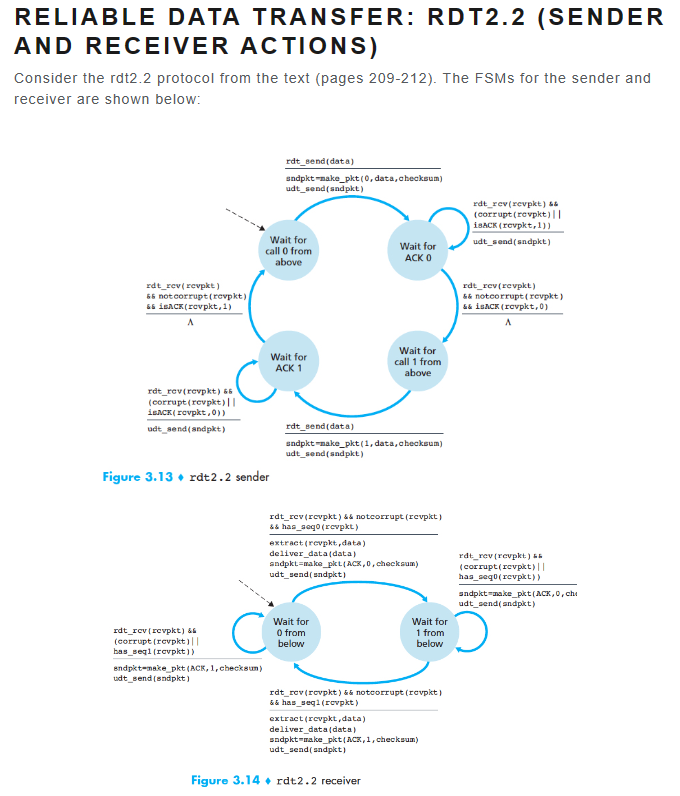 RELIABLE DATA TRANSFER: RDT2.2 (SENDER
AND RECEIVER ACTIONS)
Consider the rdt2.2 protocol from the text (pages 209-212). The FSMs for the sender and
receiver are shown below:
rdt_send(data)
sndpkt=make_pkt(0,data,checksum)
udt_send(sndpkt)
rdt_rcv(rcvpkt) &&
(corrupt(rcvpkt)||
isACK(rcvpkt,1))
udt_send(sndpkt)
Wait for
call 0 from
above
Wait for
ACK 0
rdt_rcv(rcvpkt)
&& notcorrupt(rcvpkt)
&& isACK(rcvpkt,1)
Λ
rdt_rcv(rcvpkt)
&& notcorrupt(rcvpkt)
&& isACK(rcvpkt,0)
Λ
Wait for
ACK 1
Wait for
call 1 from
above
rdt_rcv(rcvpkt) &&
(corrupt(rcvpkt)||
isACK(rcvpkt,0))
udt_send(sndpkt)
rdt_send(data)
sndpkt=make_pkt(1,data,checksum)
udt_send(sndpkt)
Figure 3.13 ♦ rdt2.2 sender
rdt_rcv(rcvpkt) && notcorrupt(rcvpkt)
&& has_seq0(rcvpkt)
extract(rcvpkt,data)
deliver_data(data)
sndpkt=make_pkt(ACK,0,checksum)
udt_send(sndpkt)
rdt_rcv(rcvpkt) &&
(corrupt(rcvpkt)||
has_seq0(rcvpkt))
sndpkt=make_pkt(ACK,0,che
udt_send(sndpkt)
Wait for
0 from
below
Wait for
1 from
below
rdt_rcv(rcvpkt) &&
(corrupt(rcvpkt)||
has_seq1(rcvpkt))
sndpkt=make_pkt(ACK,1,checksum)
udt_send(sndpkt)
rdt_rcv(rcvpkt) && notcorrupt(rcvpkt)
&& has_seq1(rcvpkt)
extract(rcvpkt,data)
deliver_data(data)
sndpkt=make_pkt(ACK,1,checksum)
udt_send(sndpkt)
Figure 3.14 ♦ rdt2.2 receiver